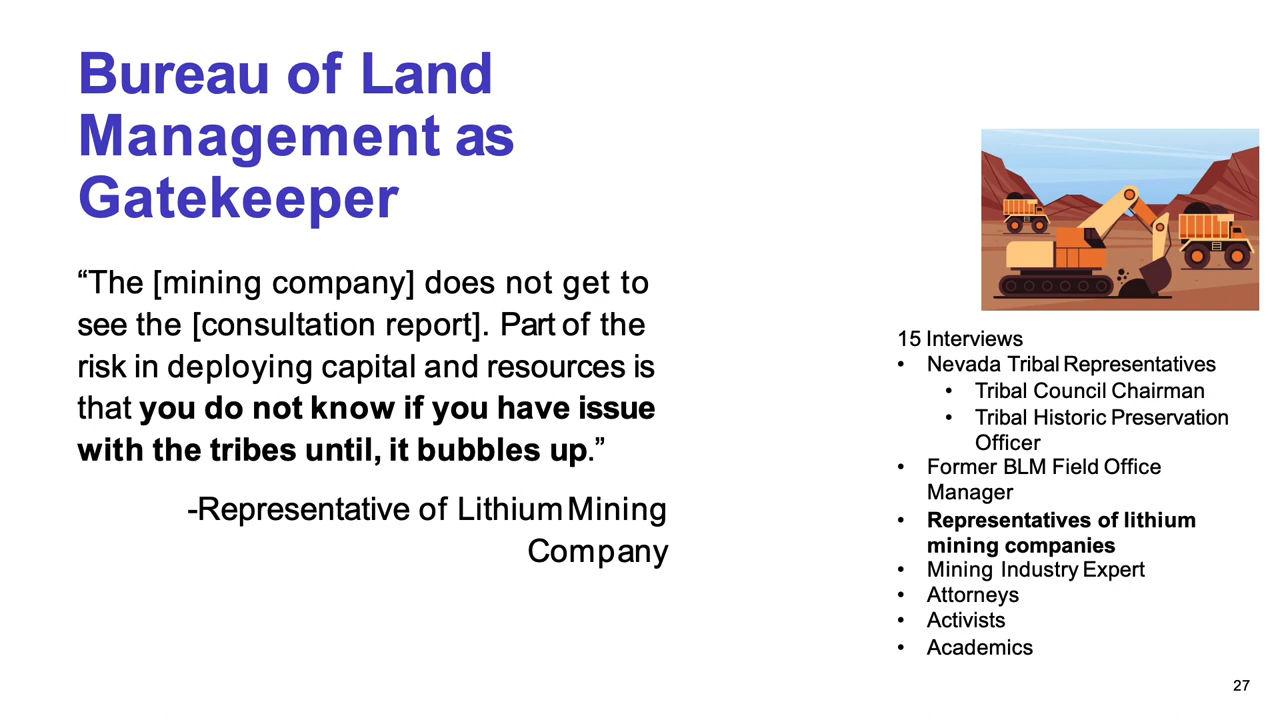 Bureau of Land
Management as
Gatekeeper
“The [mining company] does not get to
see the [consultation report]. Part of the
risk in deploying capital and resources is
that you do not know if you have issue
with the tribes until, it bubbles up.”
-Representative of Lithium Mining
Company
15 Interviews
• Nevada Tribal Representatives
• Tribal Council Chairman
• Tribal Historic Preservation
Officer
• Former BLM Field Office
Manager
• Representatives of lithium
mining companies
• Mining Industry Expert
• Attorneys
• Activists
• Academics
27